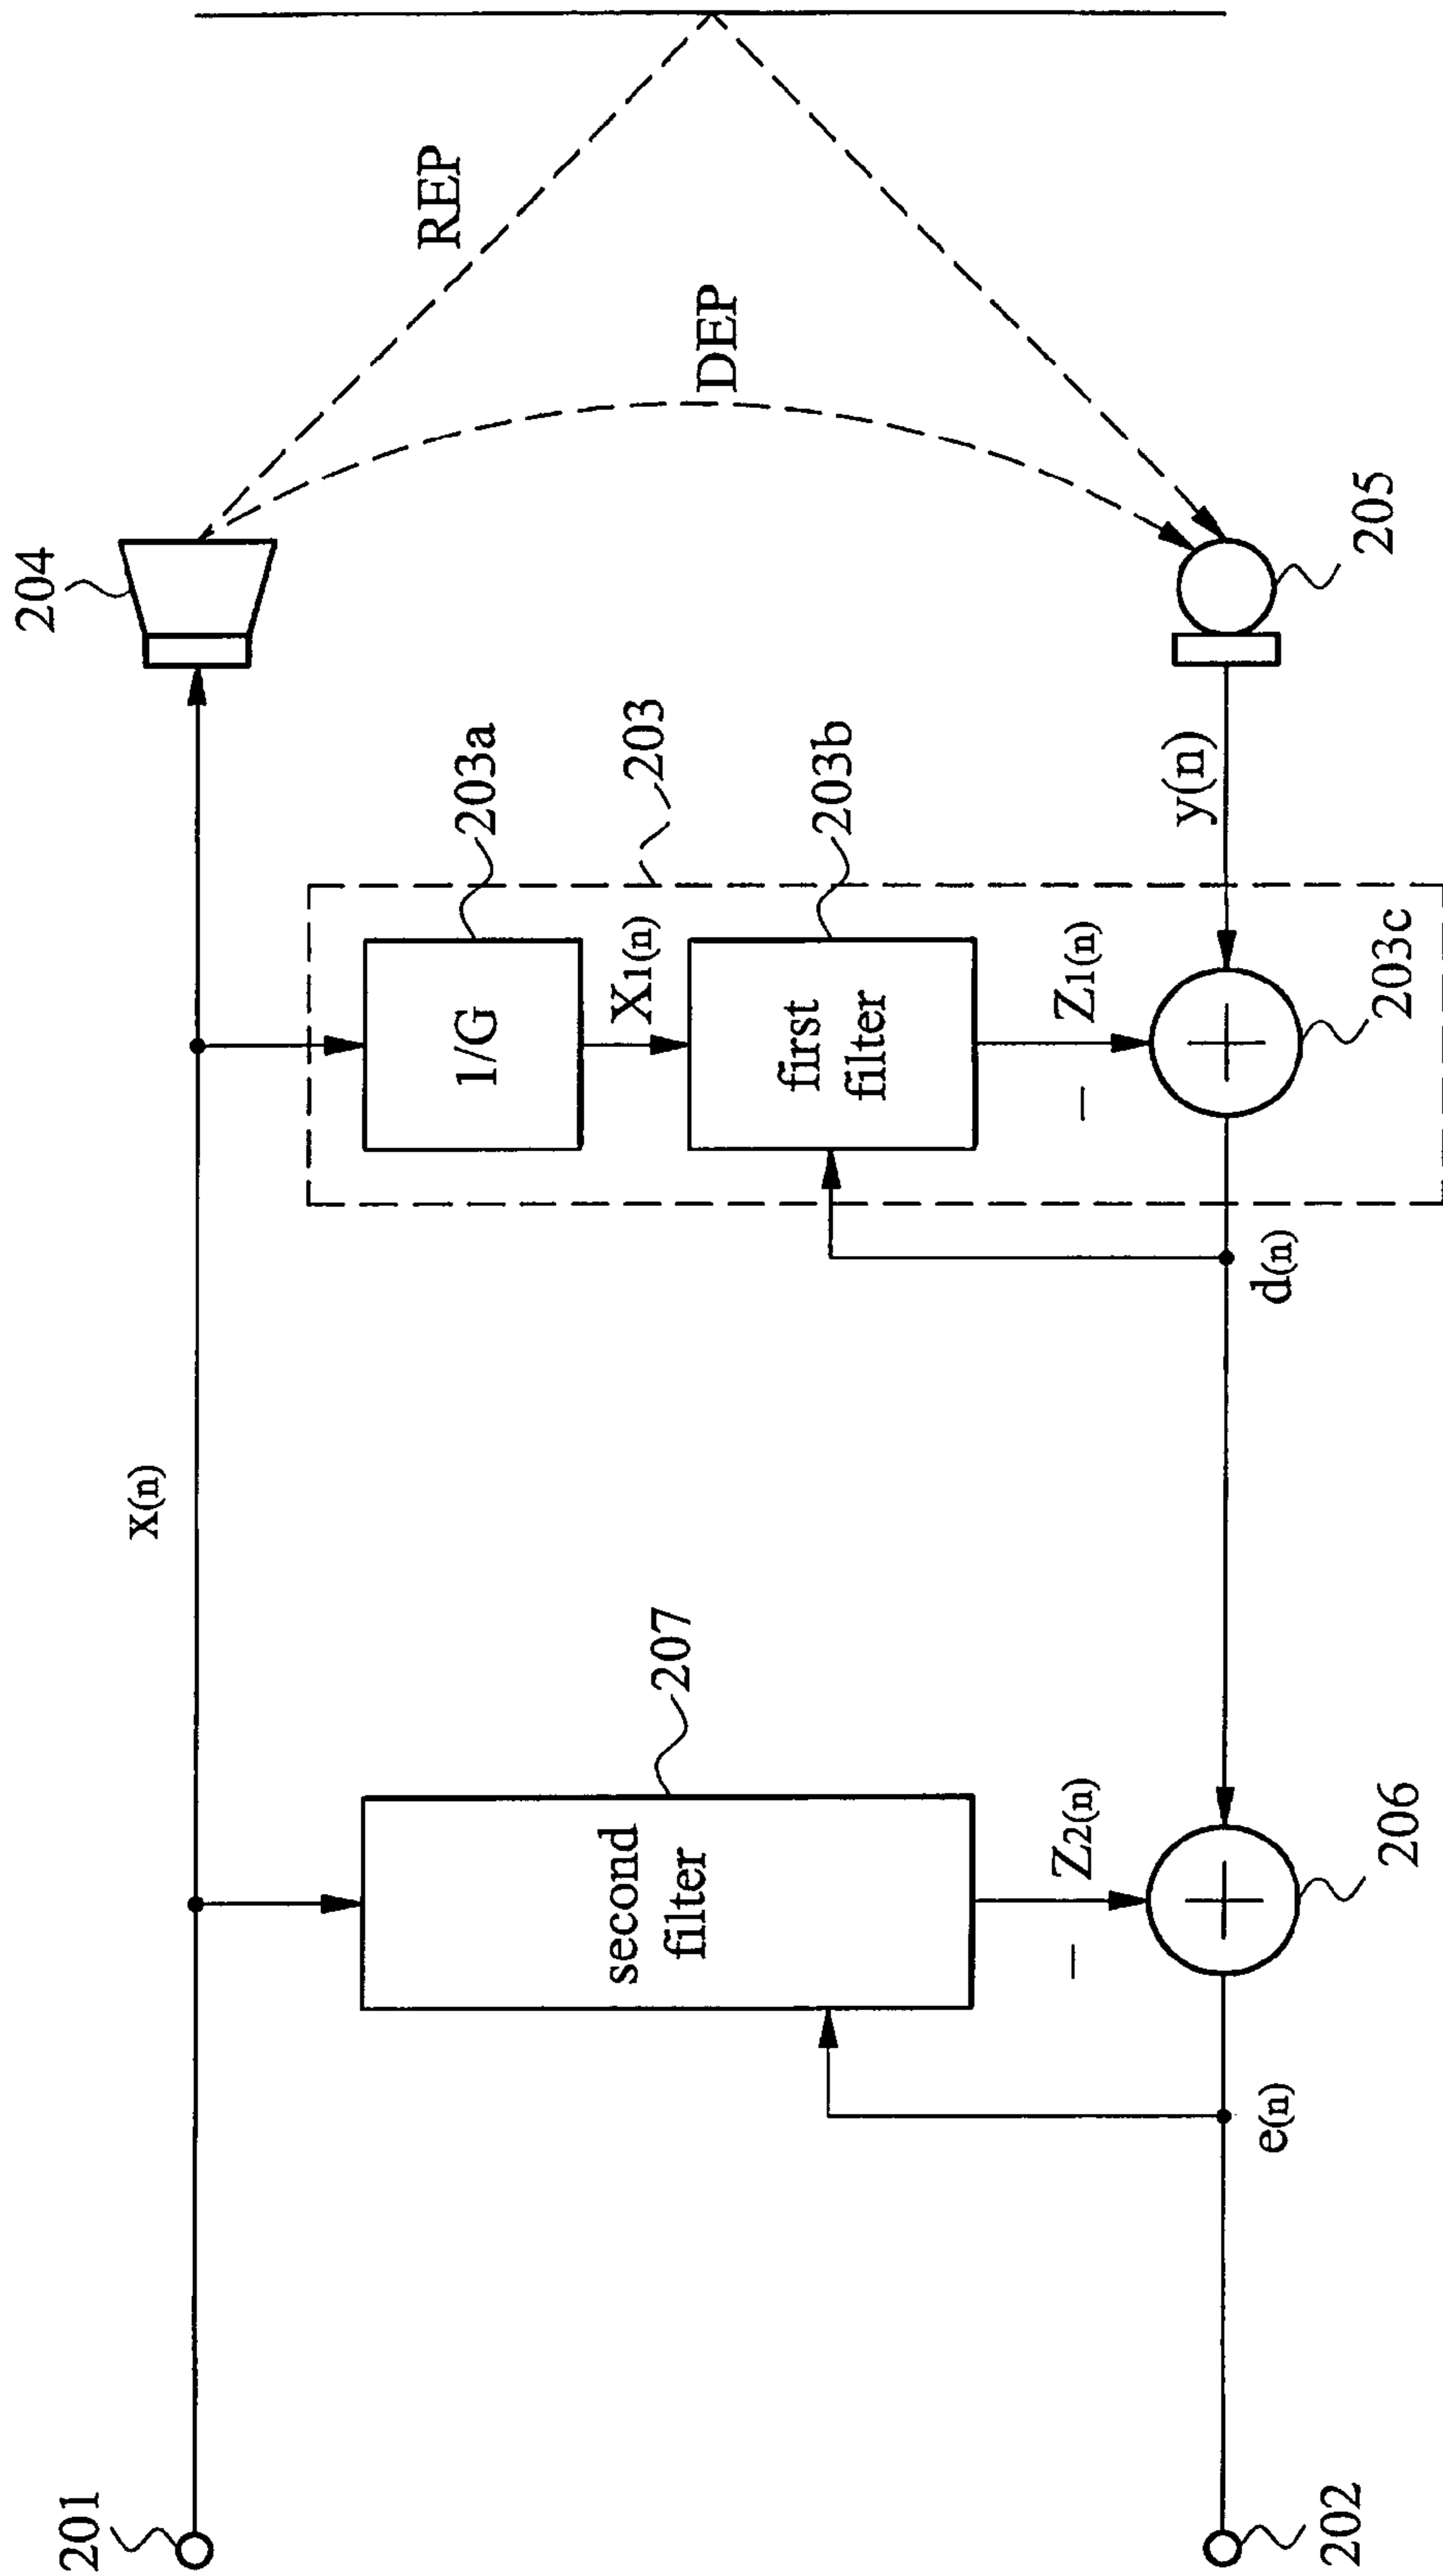 201
x(n)
204
REP
DEP
207
second
filter
1/G
203a
203
X1(n)
first
filter
203b
Z2(n)
−
Z1(n)
−
y(n)
202
e(n)
206
+
d(n)
203c
+
205